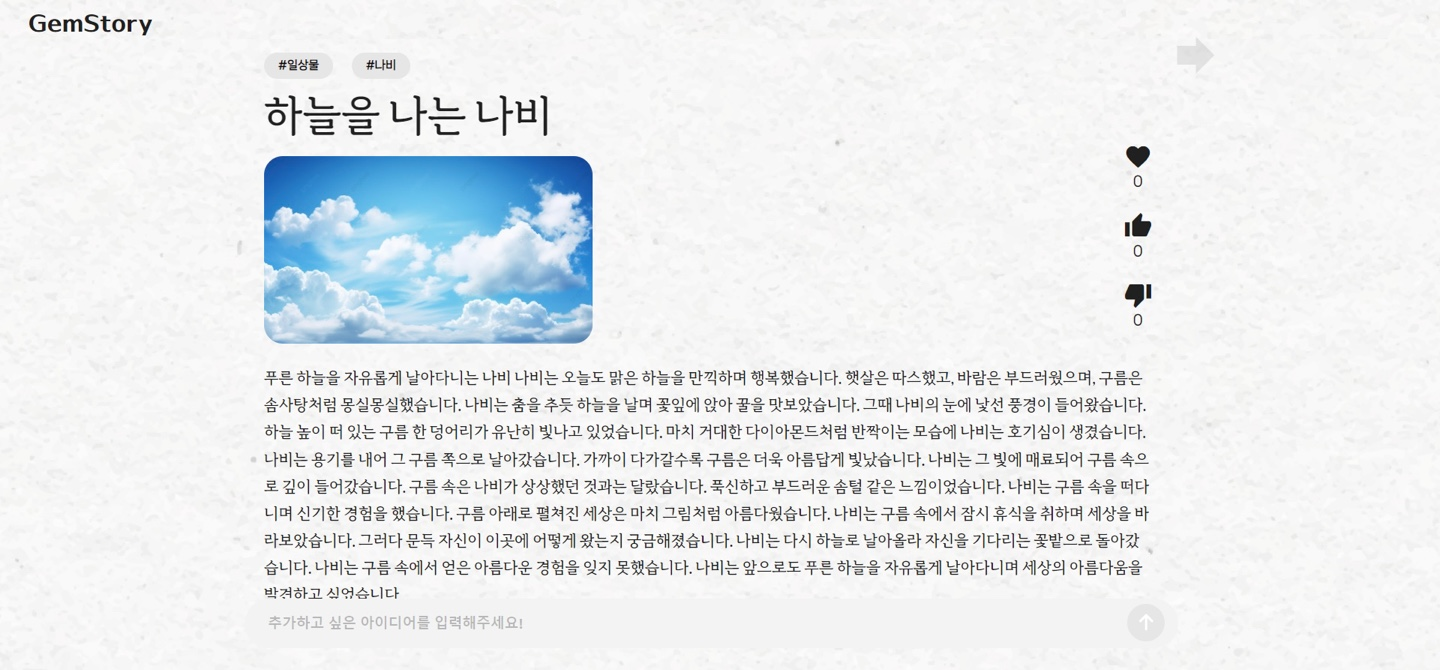 GemStory
#일상물 #나비
하늘을 나는 나비
0
0
0
푸른 하늘을 자유롭게 날아다니는 나비 나비는 오늘도 맑은 하늘을 만끽하며 행복했습니다. 햇살은 따스했고, 바람은 부드러웠으며, 구름은
솜사탕처럼 몽실몽실했습니다. 나비는 춤을 추듯 하늘을 날며 꽃잎에 앉아 꿀을 맛보았습니다. 그때 나비의 눈에 낯선 풍경이 들어왔습니다.
하늘 높이 떠 있는 구름 한 덩어리가 유난히 빛나고 있었습니다. 마치 거대한 다이아몬드처럼 반짝이는 모습에 나비는 호기심이 생겼습니다.
나비는 용기를 내어 그 구름 쪽으로 날아갔습니다. 가까이 다가갈수록 구름은 더욱 아름답게 빛났습니다. 나비는 그 빛에 매료되어 구름 속으
로 깊이 들어갔습니다. 구름 속은 나비가 상상했던 것과는 달랐습니다. 푹신하고 부드러운 솜털 같은 느낌이었습니다. 나비는 구름 속을 떠다
니며 신기한 경험을 했습니다. 구름 아래로 펼쳐진 세상은 마치 그림처럼 아름다웠습니다. 나비는 구름 속에서 잠시 휴식을 취하며 세상을 바
라보았습니다. 그러다 문득 자신이 이곳에 어떻게 왔는지 궁금해졌습니다. 나비는 다시 하늘로 날아올라 자신을 기다리는 꽃밭으로 돌아갔
습니다. 나비는 구름 속에서 얻은 아름다운 경험을 잊지 못했습니다. 나비는 앞으로도 푸른 하늘을 자유롭게 날아다니며 세상의 아름다움을
발견하고 싶었습니다
추가하고 싶은 아이디어를 입력해주세요!